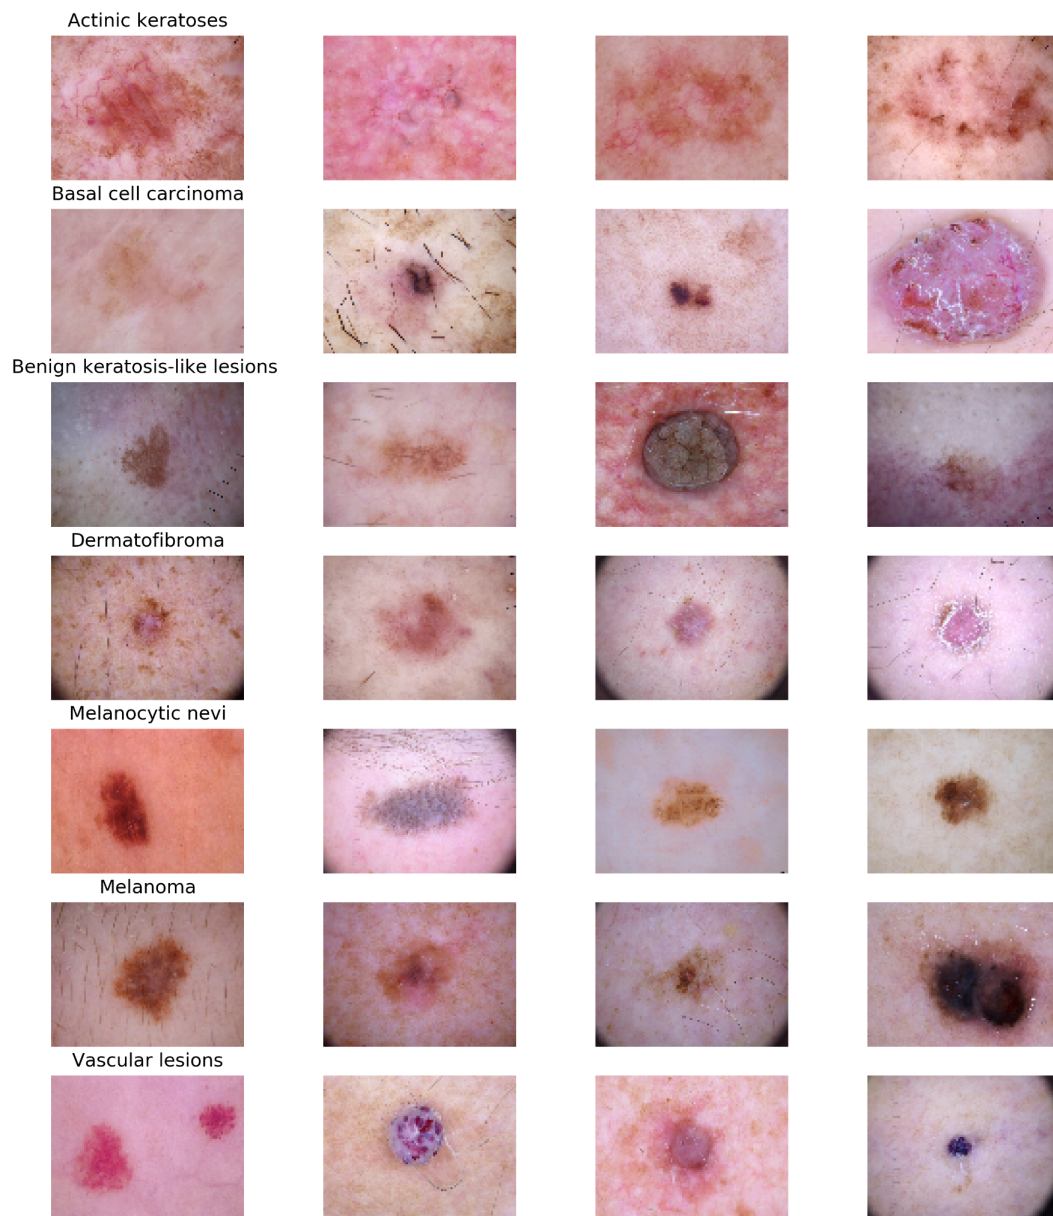 Actinic keratoses
Basal cell carcinoma
Benign keratosis-like lesions
Dermatofibroma
Melanocytic nevi
Melanoma
Vascular lesions